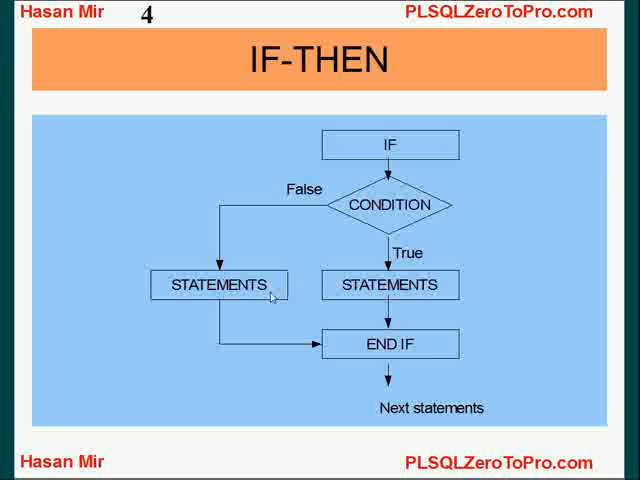 Hasan Mir
4
PLSQLZeroToPro.com
IF-THEN
IF
False
CONDITION
True
STATEMENTS
STATEMENTS
END IF
Next statements
Hasan Mir
PLSQLZeroToPro.com